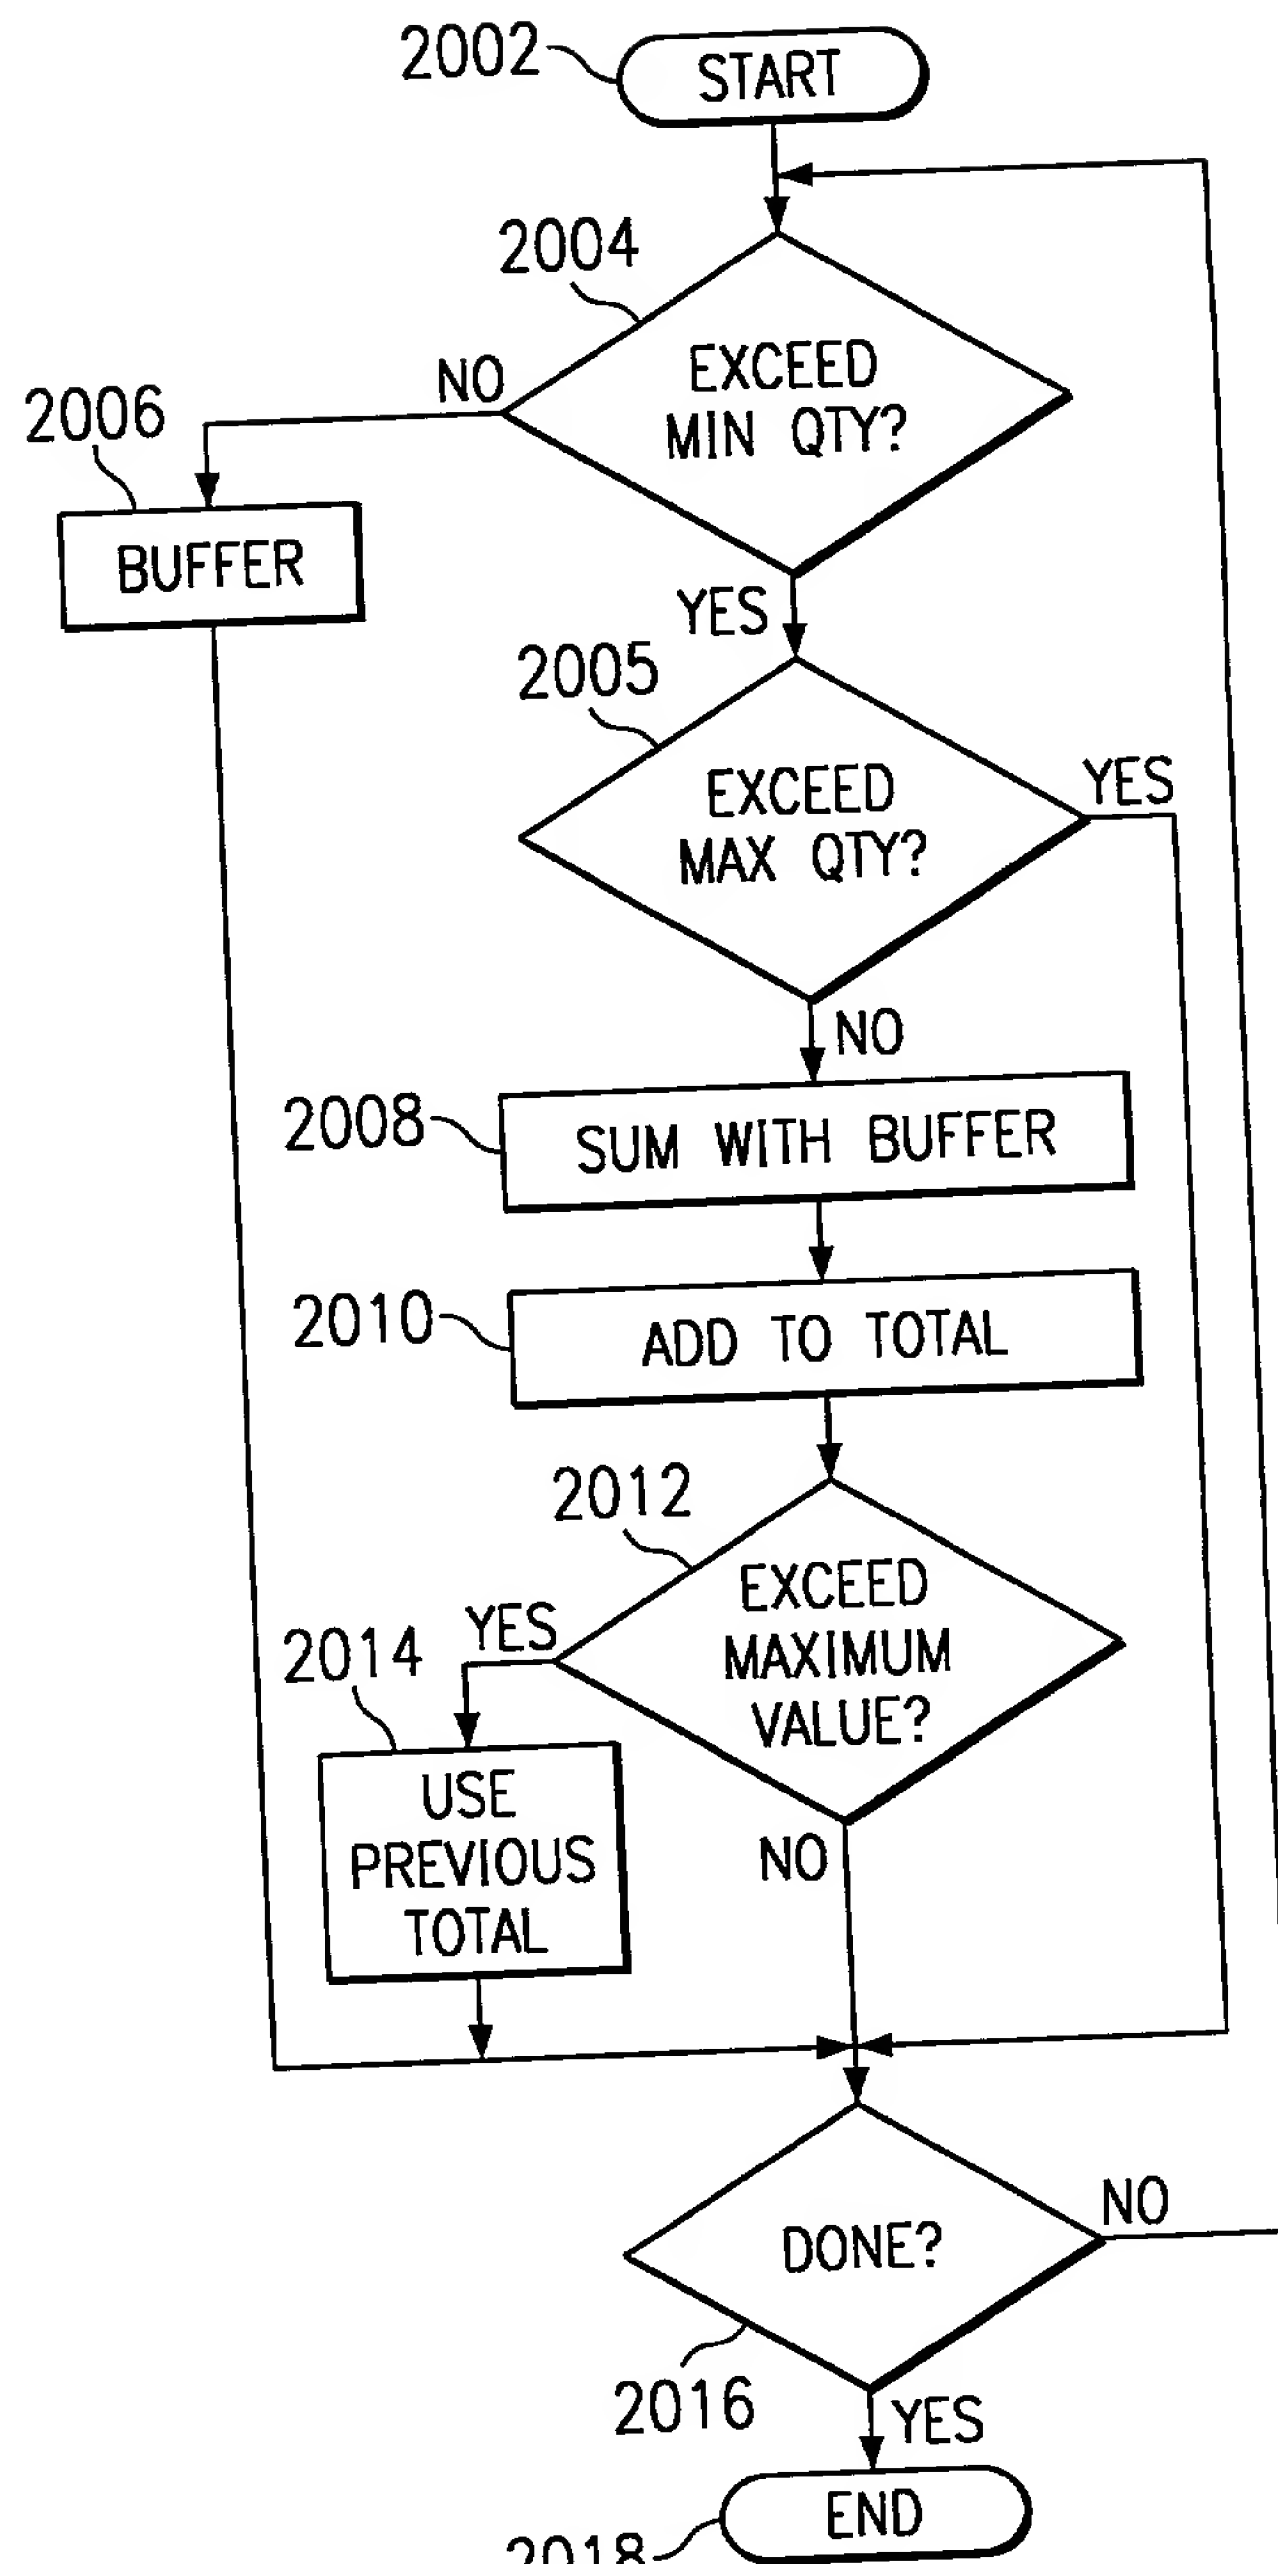 2002
START
2004
NO
EXCEED
MIN QTY?
2006
BUFFER
YES
2005
EXCEED
MAX QTY?
YES
NO
2008
SUM WITH BUFFER
2010
ADD TO TOTAL
2012
EXCEED
MAXIMUM
VALUE?
YES
2014
USE
PREVIOUS
TOTAL
NO
DONE?
NO
2016
YES
END
2018